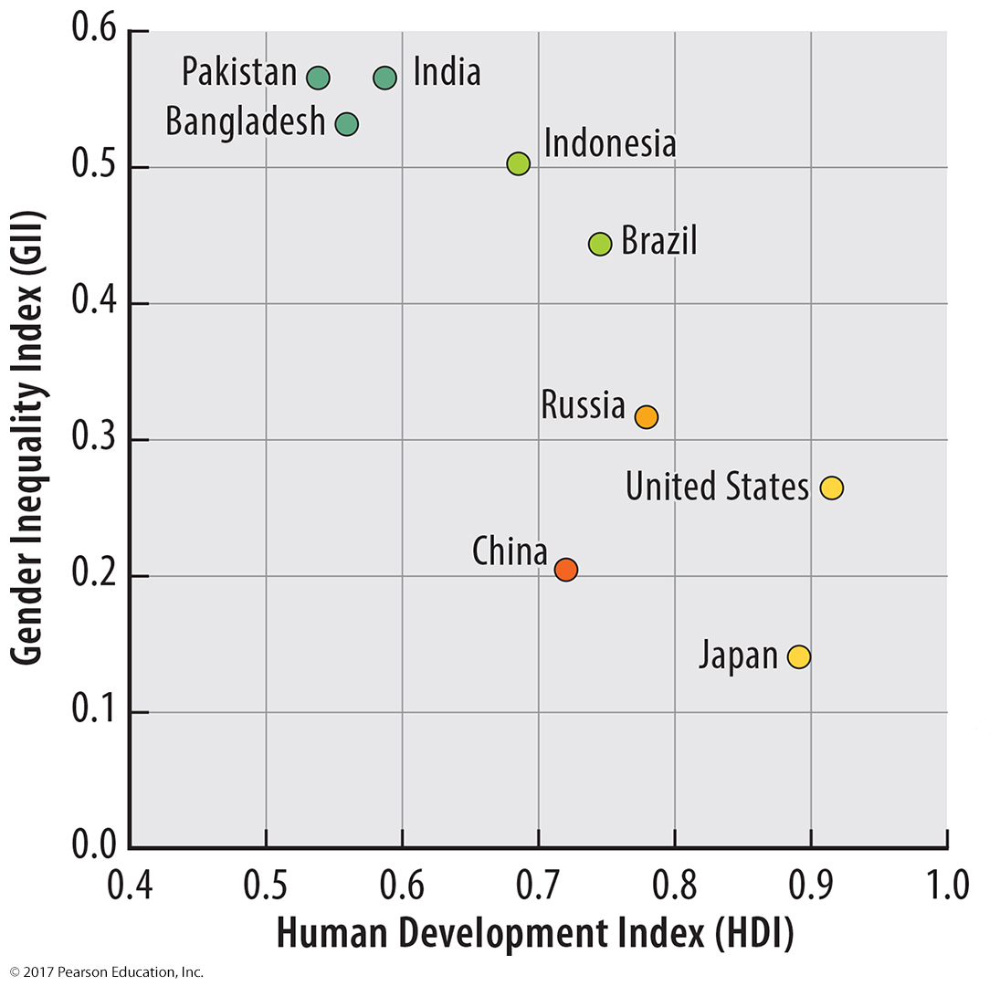 0.6
Pakistan
India
Bangladesh
Indonesia
0.5
Brazil
0.4
Russia
0.3
United States
China
0.2
Japan
0.1
0.0
0.4 0.5 0.6 0.7 0.8 0.9 1.0
Gender Inequality Index (GII)
Human Development Index (HDI)
© 2017 Pearson Education, Inc.